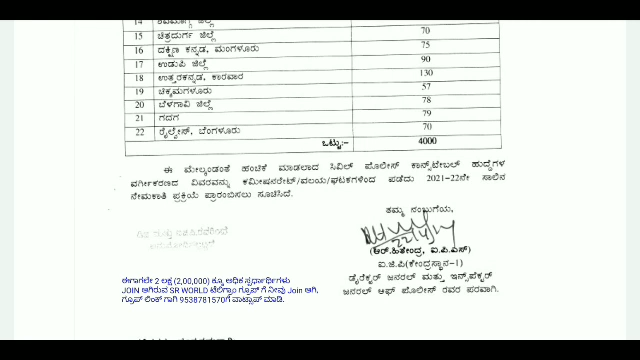 14 ಶಿವಮೊಗ್ಗ ಜಿಲ್ಲೆ
15 ಚಿತ್ರದುರ್ಗ ಜಿಲ್ಲೆ 70
16 ದಕ್ಷಿಣ ಕನ್ನಡ, ಮಂಗಳೂರು 75
17 ಉಡುಪಿ ಜಿಲ್ಲೆ 90
18 ಉತ್ತರಕನ್ನಡ, ಕಾರವಾರ 130
19 ಚಿಕ್ಕಮಗಳೂರು 57
20 ಬೆಳಗಾವಿ ಜಿಲ್ಲೆ 78
21 ಗದಗ 79
22 ರೈಲ್ವೇಸ್, ಬೆಂಗಳೂರು 70
ಒಟ್ಟು: 4000
ಈ ಮೇಲ್ಕಂಡಂತೆ ಹಂಚಿಕೆ ಮಾಡಲಾದ ಸಿವಿಲ್ ಪೊಲೀಸ್ ಕಾನ್ಸ್‌ಟೇಬಲ್ ಹುದ್ದೆಗಳ
ವರ್ಗೀಕರಣದ ವಿವರವನ್ನು ಕಮೀಷನರೇಟ್/ವಲಯ/ಘಟಕಗಳಿಂದ ಪಡೆದು 2021-22ನೇ ಸಾಲಿನ
ನೇಮಕಾತಿ ಪ್ರಕ್ರಿಯೆ ಪ್ರಾರಂಭಿಸಲು ಸೂಚಿಸಿದೆ.
ತಮ್ಮ ನಂಬುಗೆಯ,
(ಆರ್.ಹಿತೇಂದ್ರ, ಐ.ಪಿ.ಎಸ್)
ಐ.ಜಿ.ಪಿ(ಕೇಂದ್ರಸ್ಥಾನ-1)
ಡೈರೆಕ್ಟರ್ ಜನರಲ್ ಮತ್ತು ಇನ್ಸ್‌ಪೆಕ್ಟರ್
ಜನರಲ್ ಆಫ್ ಪೊಲೀಸ್ ರವರ ಪರವಾಗಿ.
ಈಗಾಗಲೇ 2 ಲಕ್ಷ (2,00,000) ಕ್ಕೂ ಅಧಿಕ ಸ್ಪರ್ಧಾರ್ಥಿಗಳು
JOIN ಆಗಿರುವ SR WORLD ಟೆಲಿಗ್ರಾಂ ಗ್ರೂಪ್ ಗೆ ನೀವು Join ಆಗಿ,
ಗ್ರೂಪ್ ಲಿಂಕ್ ಗಾಗಿ 9538781570ಗೆ ವಾಟ್ಸಾಪ್ ಮಾಡಿ.